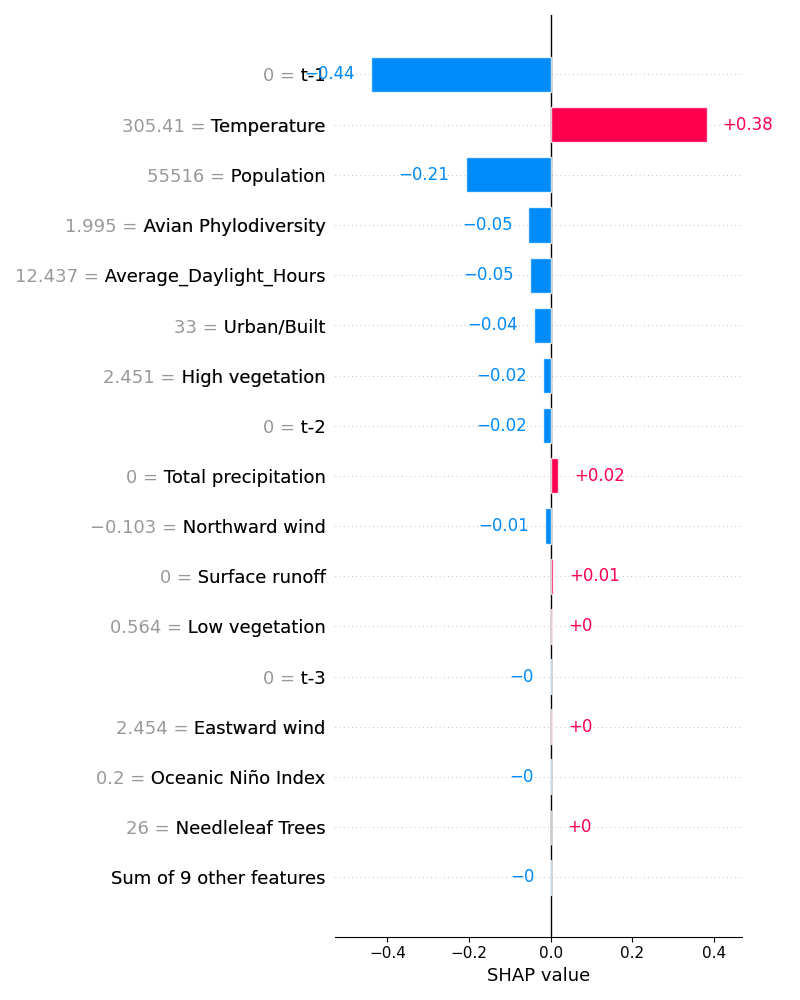 0 = t-1 −0.44
305.41 = Temperature +0.38
55516 = Population −0.21
1.995 = Avian Phylodiversity −0.05
12.437 = Average_Daylight_Hours −0.05
33 = Urban/Built −0.04
2.451 = High vegetation −0.02
0 = t-2 −0.02
0 = Total precipitation +0.02
−0.103 = Northward wind −0.01
0 = Surface runoff +0.01
0.564 = Low vegetation +0
0 = t-3 −0
2.454 = Eastward wind +0
0.2 = Oceanic Niño Index −0
26 = Needleleaf Trees +0
Sum of 9 other features −0
−0.4 −0.2 0.0 0.2 0.4
SHAP value